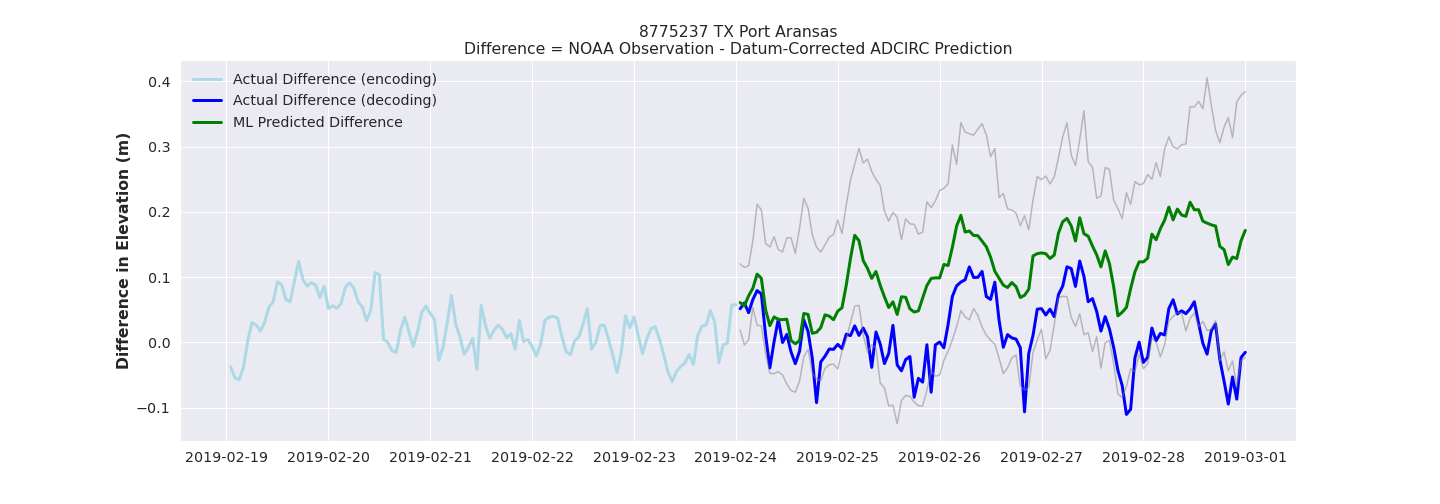 8775237 TX Port Aransas
Difference = NOAA Observation - Datum-Corrected ADCIRC Prediction
Actual Difference (encoding)
Actual Difference (decoding)
ML Predicted Difference
Difference in Elevation (m)
0.4
0.3
0.2
0.1
0.0
−0.1
2019-02-19 2019-02-20 2019-02-21 2019-02-22 2019-02-23 2019-02-24 2019-02-25 2019-02-26 2019-02-27 2019-02-28 2019-03-01